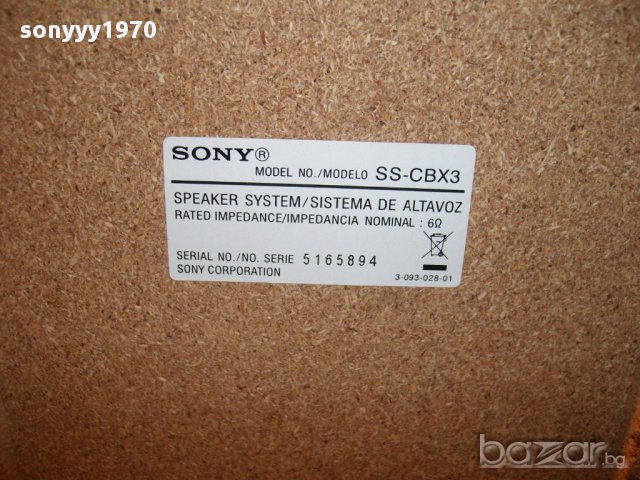 sonyyy1970
SONY®
MODEL NO./MODELO SS-CBX3
SPEAKER SYSTEM/SISTEMA DE ALTAVOZ
RATED IMPEDANCE/IMPEDANCIA NOMINAL : 6Ω
SERIAL NO./NO. SERIE 5165894
SONY CORPORATION
3-093-028-01
bazar.bg